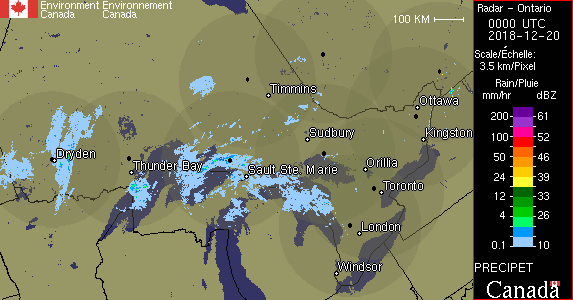 Environment Environnement
Canada Canada
100 KM
Timmins
Ottawa
Sudbury
Kingston
Dryden
Thunder Bay
Sault Ste. Marie
Orillia
Toronto
London
Windsor
Radar - Ontario
0000 UTC
2018-12-20
Scale/Échelle:
3.5 km/Pixel
Rain/Pluie
mm/hr dBZ
200 61
100 52
50 46
24 39
12 33
4 26
1 16
0.1 10
PRECIPET
Canada